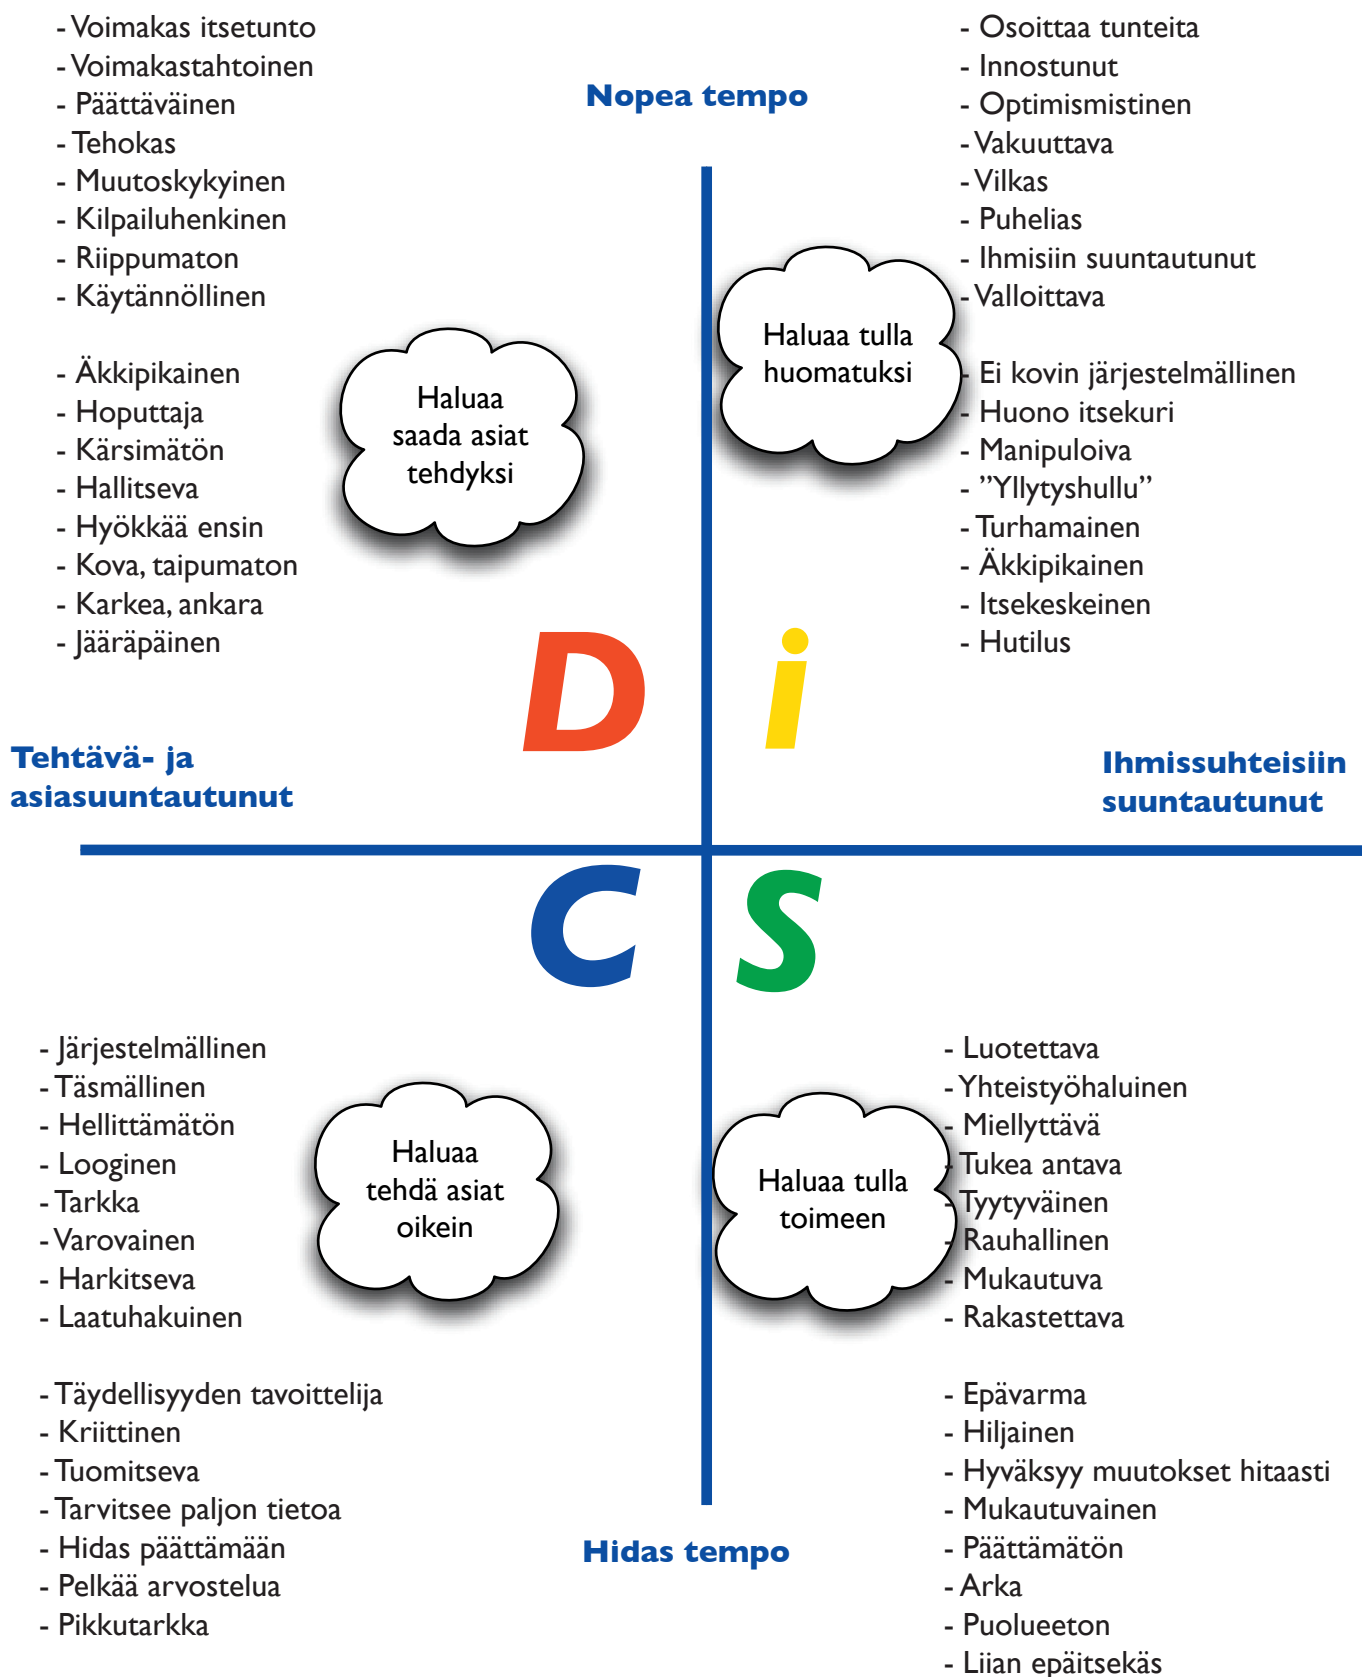 - Voimakas itsetunto
- Voimakastahtoinen
- Päättäväinen
- Tehokas
- Muutoskykyinen
- Kilpailuhenkinen
- Riippumaton
- Käytännöllinen
- Äkkipikainen
- Hoputtaja
- Kärsimätön
- Hallitseva
- Hyökkää ensin
- Kova, taipumaton
- Karkea, ankara
- Jääräpäinen
Haluaa
saada asiat
tehdyksi
Nopea tempo
- Osoittaa tunteita
- Innostunut
- Optimismistinen
- Vakuuttava
- Vilkas
- Puhelias
- Ihmisiin suuntautunut
- Valloittava
- Ei kovin järjestelmällinen
- Huono itsekuri
- Manipuloiva
- ”Yllytyshullu”
- Turhamainen
- Äkkipikainen
- Itsekeskeinen
- Hutilus
Haluaa tulla
huomatuksi
D i
Tehtävä- ja
asiasuuntautunut
Ihmissuhteisiin
suuntautunut
C S
- Järjestelmällinen
- Täsmällinen
- Hellittämätön
- Looginen
- Tarkka
- Varovainen
- Harkitseva
- Laatuhakuinen
- Täydellisyyden tavoittelija
- Kriittinen
- Tuomitseva
- Tarvitsee paljon tietoa
- Hidas päättämään
- Pelkää arvostelua
- Pikkutarkka
Haluaa
tehdä asiat
oikein
Haluaa tulla
toimeen
- Luotettava
- Yhteistyöhaluinen
- Miellyttävä
- Tukea antava
- Tyytyväinen
- Rauhallinen
- Mukautuva
- Rakastettava
- Epävarma
- Hiljainen
- Hyväksyy muutokset hitaasti
- Mukautuvainen
- Päättämätön
- Arka
- Puolueeton
- Liian epäitsekäs
Hidas tempo